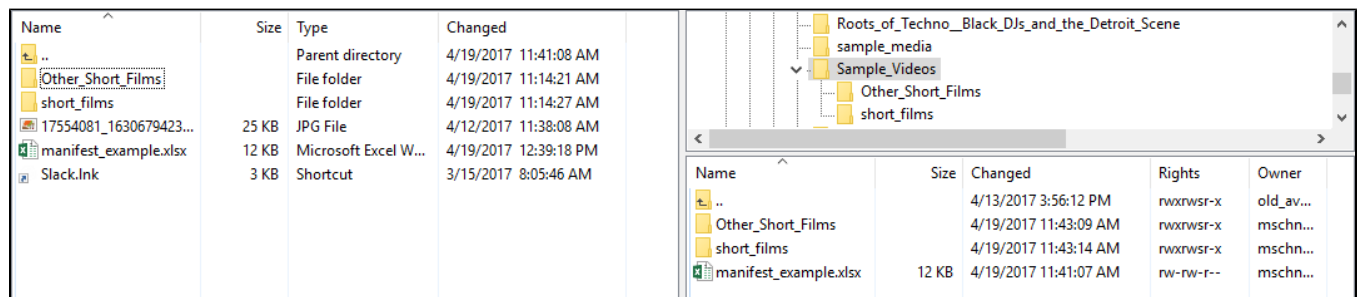 Name Size Type Changed
.. Parent directory 4/19/2017 11:41:08 AM
Other_Short_Films File folder 4/19/2017 11:14:21 AM
short_films File folder 4/19/2017 11:14:27 AM
17554081_1630679423... 25 KB JPG File 4/12/2017 11:38:08 AM
manifest_example.xlsx 12 KB Microsoft Excel W... 4/19/2017 12:39:18 PM
Slack.lnk 3 KB Shortcut 3/15/2017 8:05:46 AM
Roots_of_Techno__Black_DJs_and_the_Detroit_Scene
sample_media
Sample_Videos
Other_Short_Films
short_films
Name Size Changed Rights Owner
.. 4/13/2017 3:56:12 PM rwxrwsr-x old_av...
Other_Short_Films 4/19/2017 11:43:09 AM rwxrwsr-x mschn...
short_films 4/19/2017 11:43:14 AM rwxrwsr-x mschn...
manifest_example.xlsx 12 KB 4/19/2017 11:41:07 AM rw-rw-r-- mschn...